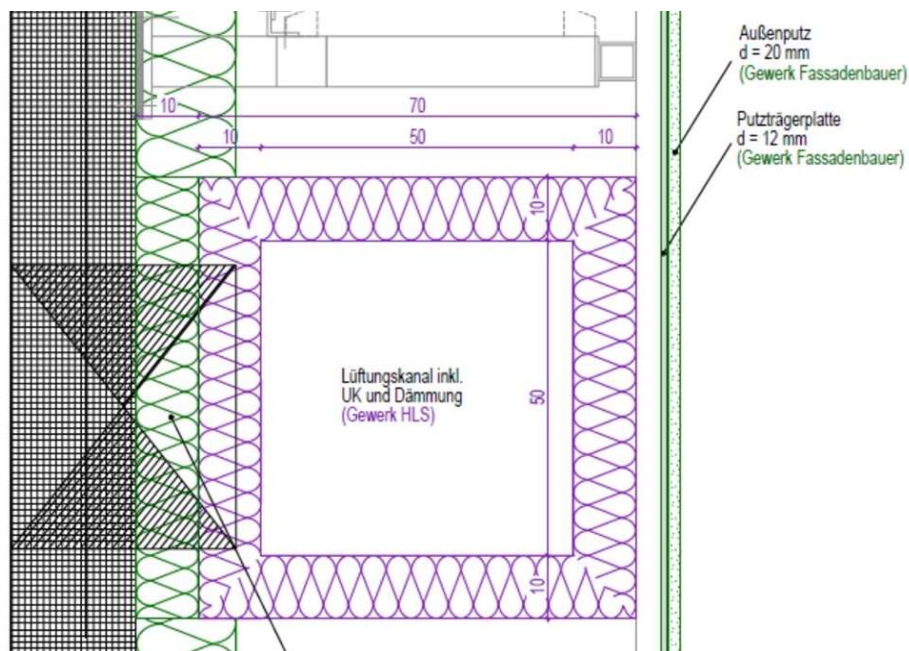 Außenputz
d = 20 mm
(Gewerk Fassadenbauer)
Putzträgerplatte
d = 12 mm
(Gewerk Fassadenbauer)
10 70
10 50 10
10
Lüftungskanal inkl.
UK und Dämmung
(Gewerk HLS)
50
10